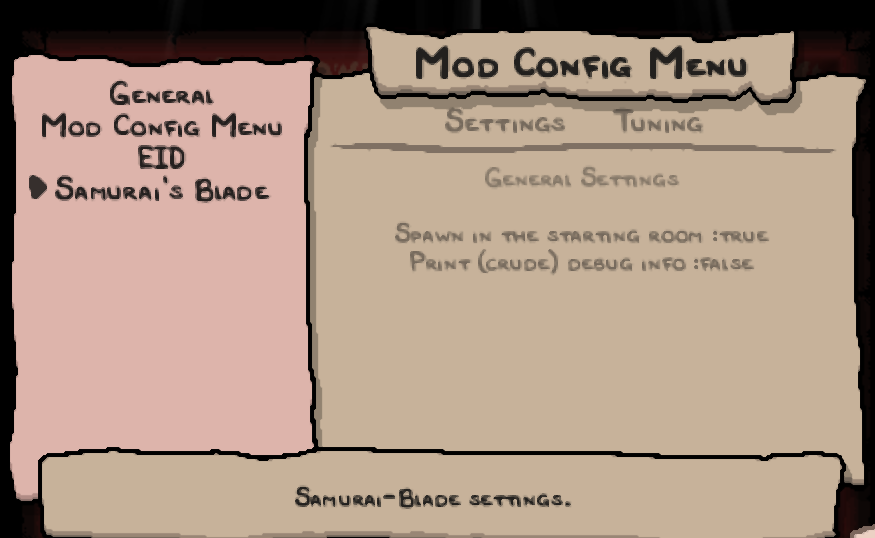 Mod Config Menu
General
Mod Config Menu
EID
Samurai's Blade
Settings Tuning
General Settings
Spawn in the starting room :true
Print (crude) debug info :false
Samurai-Blade settings.